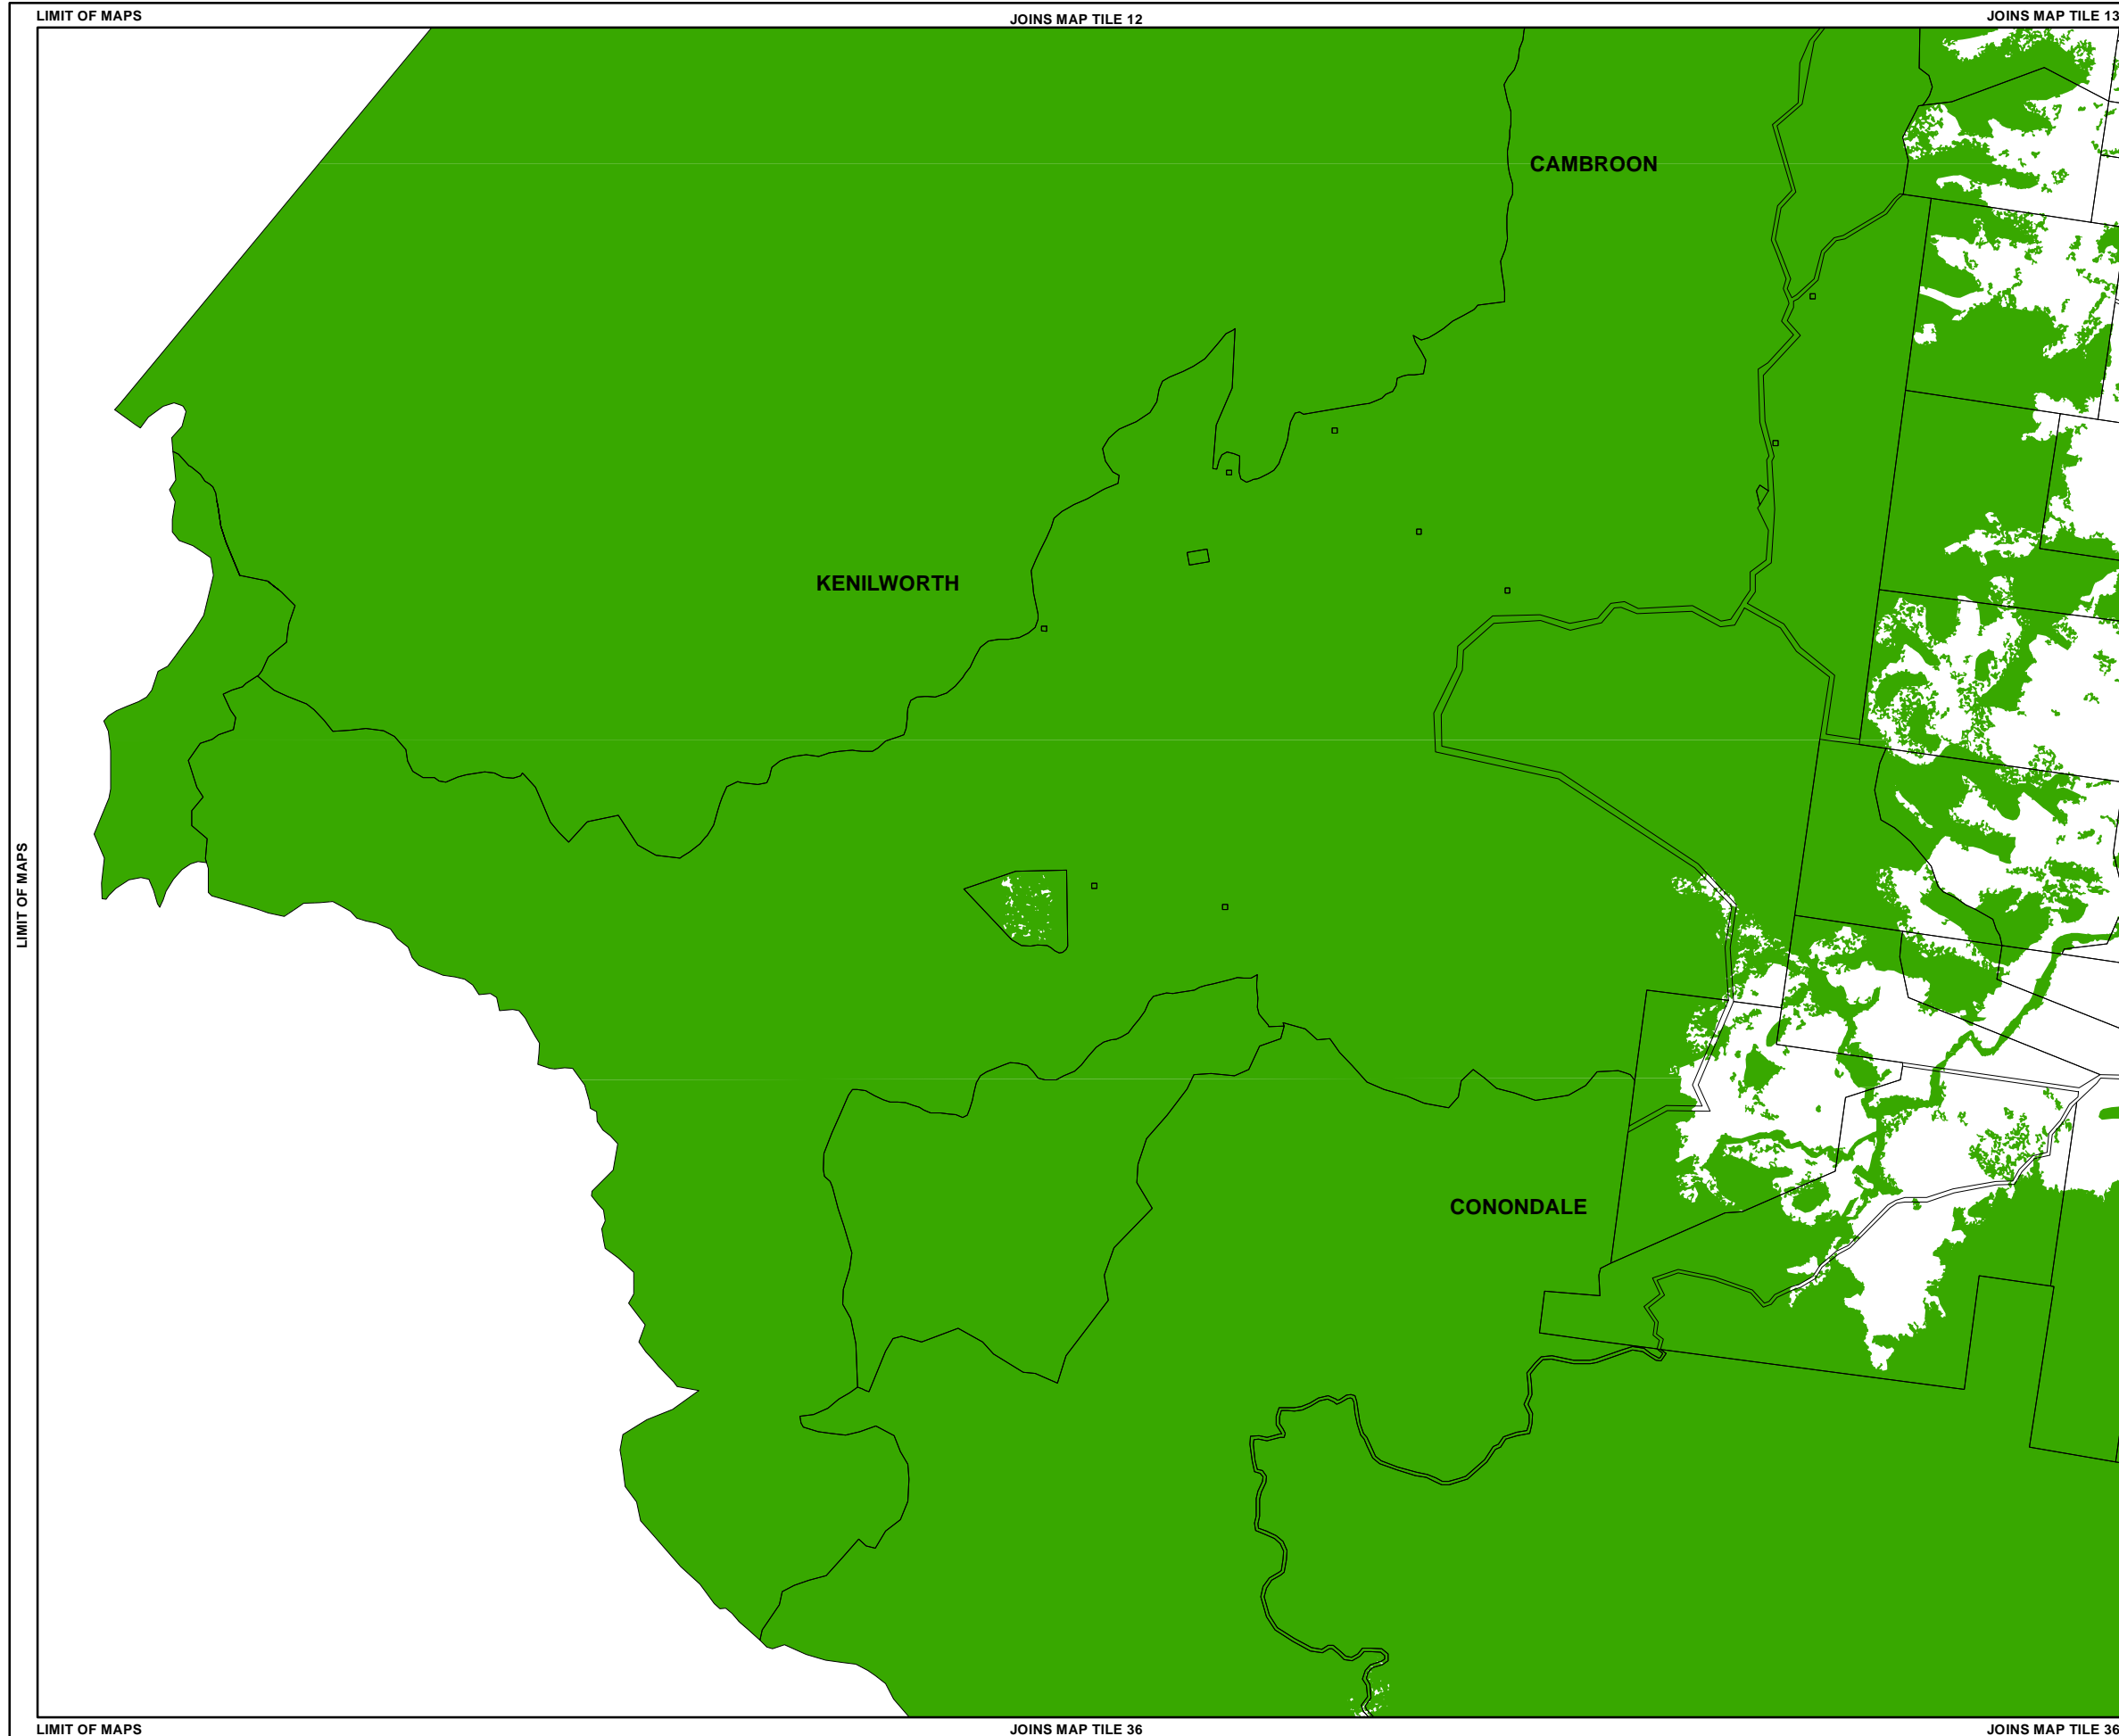 LIMIT OF MAPS
JOINS MAP TILE 12
JOINS MAP TILE 13
CAMBROON
KENILWORTH
LIMIT OF MAPS
CONONDALE
LIMIT OF MAPS
JOINS MAP TILE 36
JOINS MAP TILE 36